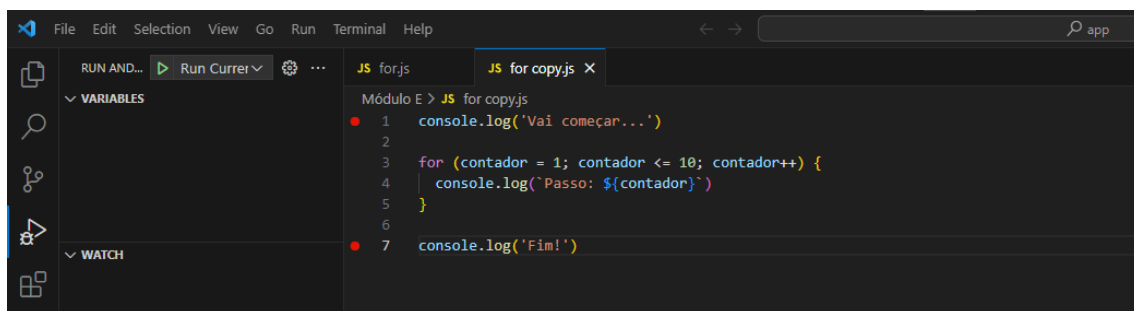 File Edit Selection View Go Run Terminal Help
app
RUN AND... Run Currer
JS for.js JS for copy.js
VARIABLES
Módulo E > JS for copy.js
1 console.log('Vai começar...')
2
3 for (contador = 1; contador <= 10; contador++) {
4 console.log(`Passo: ${contador}`)
5 }
6
7 console.log('Fim!')
WATCH